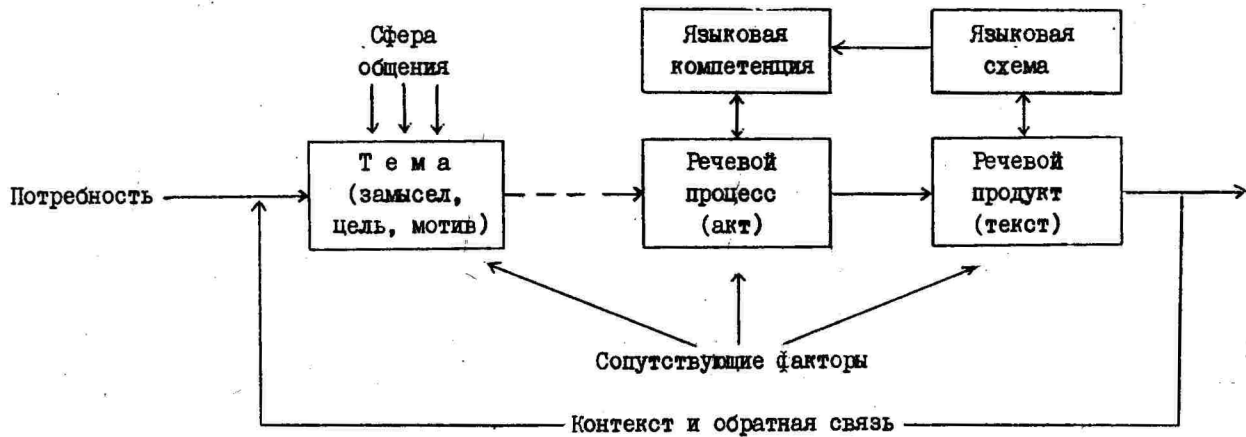 Сфера
общения
Языковая
компетенция
Языковая
схема
Потребность
Тема
(замысел,
цель, мотив)
Речевой
процесс
(акт)
Речевой
продукт
(текст)
Сопутствующие факторы
Контекст и обратная связь